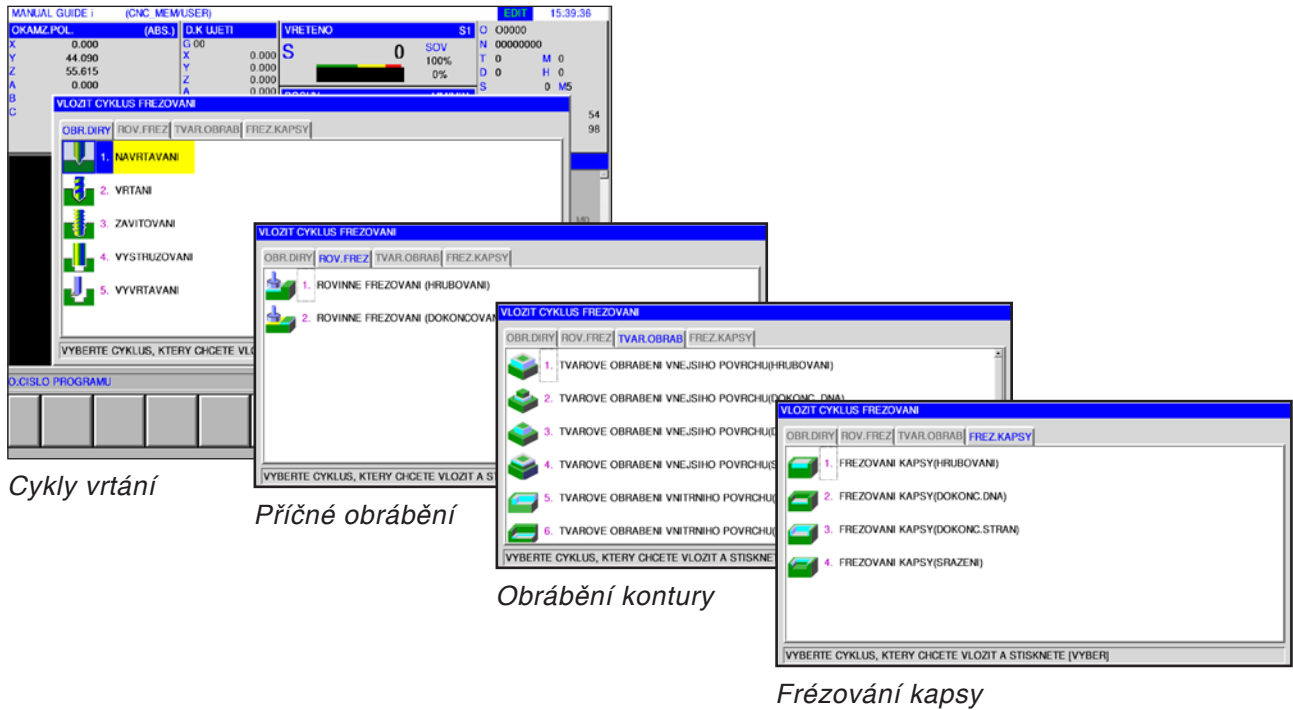 MANUAL GUIDE i (CNC_MEM/USER) EDIT 15:39:36
OKAMZ.POL. (ABS.) D.K UJETI VRETENO S1 O O0000
X 0.000 G 00 S 0 SOV N 00000000
Y 44.090 X 0.000 100% T 0 M 0
Z 55.615 Y 0.000 0% D 0 H 0
A 0.000 Z 0.000 S 0 M5
B A 0.000
C 54
98
VLOZIT CYKLUS FREZOVANI
OBR.DIRY ROV.FREZ TVAR.OBRAB FREZ.KAPSY
1. NAVRTAVANI
2. VRTANI
3. ZAVITOVANI
4. VYSTRUZOVANI
5. VYVRTAVANI
VYBERTE CYKLUS, KTERY CHCETE
O.CISLO PROGRAMU
Cykly vrtání
VLOZIT CYKLUS FREZOVANI
OBR.DIRY ROV.FREZ TVAR.OBRAB FREZ.KAPSY
1. ROVINNE FREZOVANI (HRUBOVANI)
2. ROVINNE FREZOVANI (DOKONCOVAN
VYBERTE CYKLUS, KTERY CHCETE VLOZIT A S
Příčné obrábění
VLOZIT CYKLUS FREZOVANI
OBR.DIRY ROV.FREZ TVAR.OBRAB FREZ.KAPSY
1. TVAROVE OBRABENI VNEJSIHO POVRCHU(HRUBOVANI)
2. TVAROVE OBRABENI VNEJSIHO POVRCHU(DOKONC. DNA)
3. TVAROVE OBRABENI VNEJSIHO POVRCHU(D
4. TVAROVE OBRABENI VNEJSIHO POVRCHU(S
5. TVAROVE OBRABENI VNITRNIHO POVRCHU(
6. TVAROVE OBRABENI VNITRNIHO POVRCHU(
VYBERTE CYKLUS, KTERY CHCETE VLOZIT A STISKNETE
Obrábění kontury
VLOZIT CYKLUS FREZOVANI
OBR.DIRY ROV.FREZ TVAR.OBRAB FREZ.KAPSY
1. FREZOVANI KAPSY(HRUBOVANI)
2. FREZOVANI KAPSY(DOKONC.DNA)
3. FREZOVANI KAPSY(DOKONC.STRAN)
4. FREZOVANI KAPSY(SRAZENI)
VYBERTE CYKLUS, KTERY CHCETE VLOZIT A STISKNETE [VYBER]
Frézování kapsy